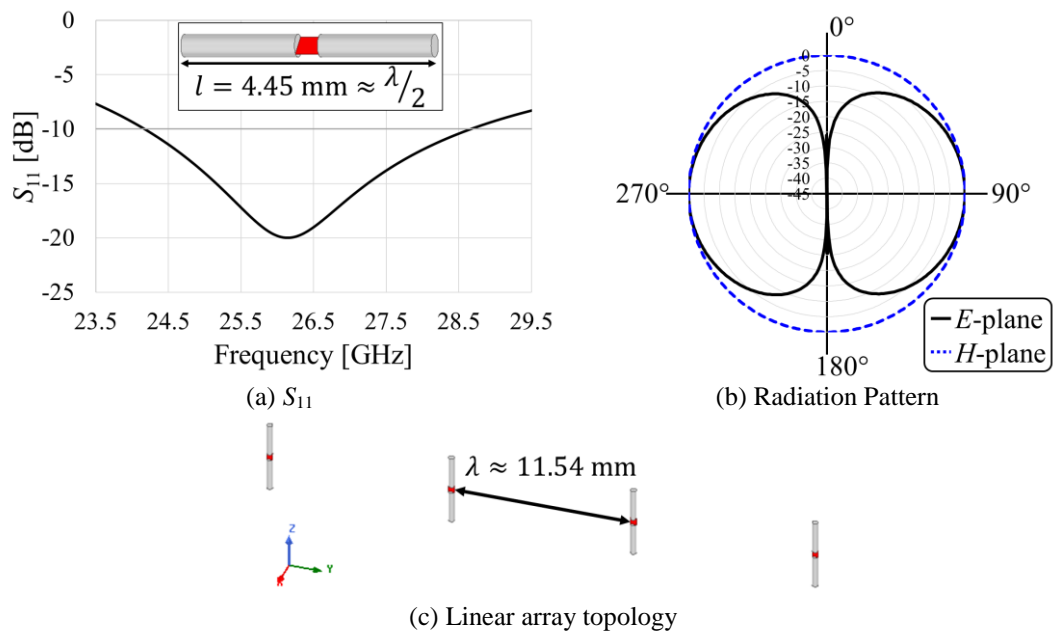 0
-5
-10
-15
-20
-25
S₁₁ [dB]
l = 4.45 mm ≈ λ/2
23.5 24.5 25.5 26.5 27.5 28.5 29.5
Frequency [GHz]
(a) S₁₁
0°
0
-5
-10
-15
-20
-25
-30
-35
-40
-45
270°
90°
180°
E-plane
H-plane
(b) Radiation Pattern
λ ≈ 11.54 mm
Z
Y
X
(c) Linear array topology